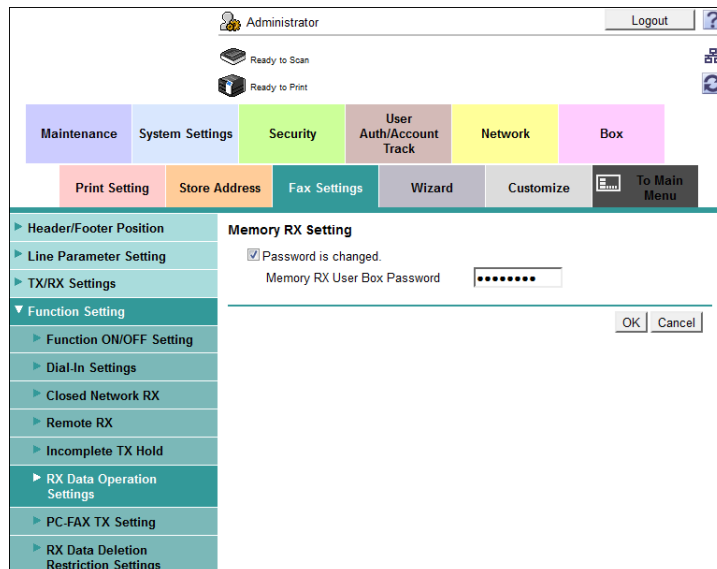 Administrator
Logout
?
Ready to Scan
Ready to Print
Maintenance
System Settings
Security
User
Auth/Account
Track
Network
Box
Print Setting
Store Address
Fax Settings
Wizard
Customize
To Main
Menu
Header/Footer Position
Line Parameter Setting
TX/RX Settings
Function Setting
Function ON/OFF Setting
Dial-In Settings
Closed Network RX
Remote RX
Incomplete TX Hold
RX Data Operation
Settings
PC-FAX TX Setting
RX Data Deletion
Restriction Settings
Memory RX Setting
Password is changed.
Memory RX User Box Password
••••••••
OK
Cancel